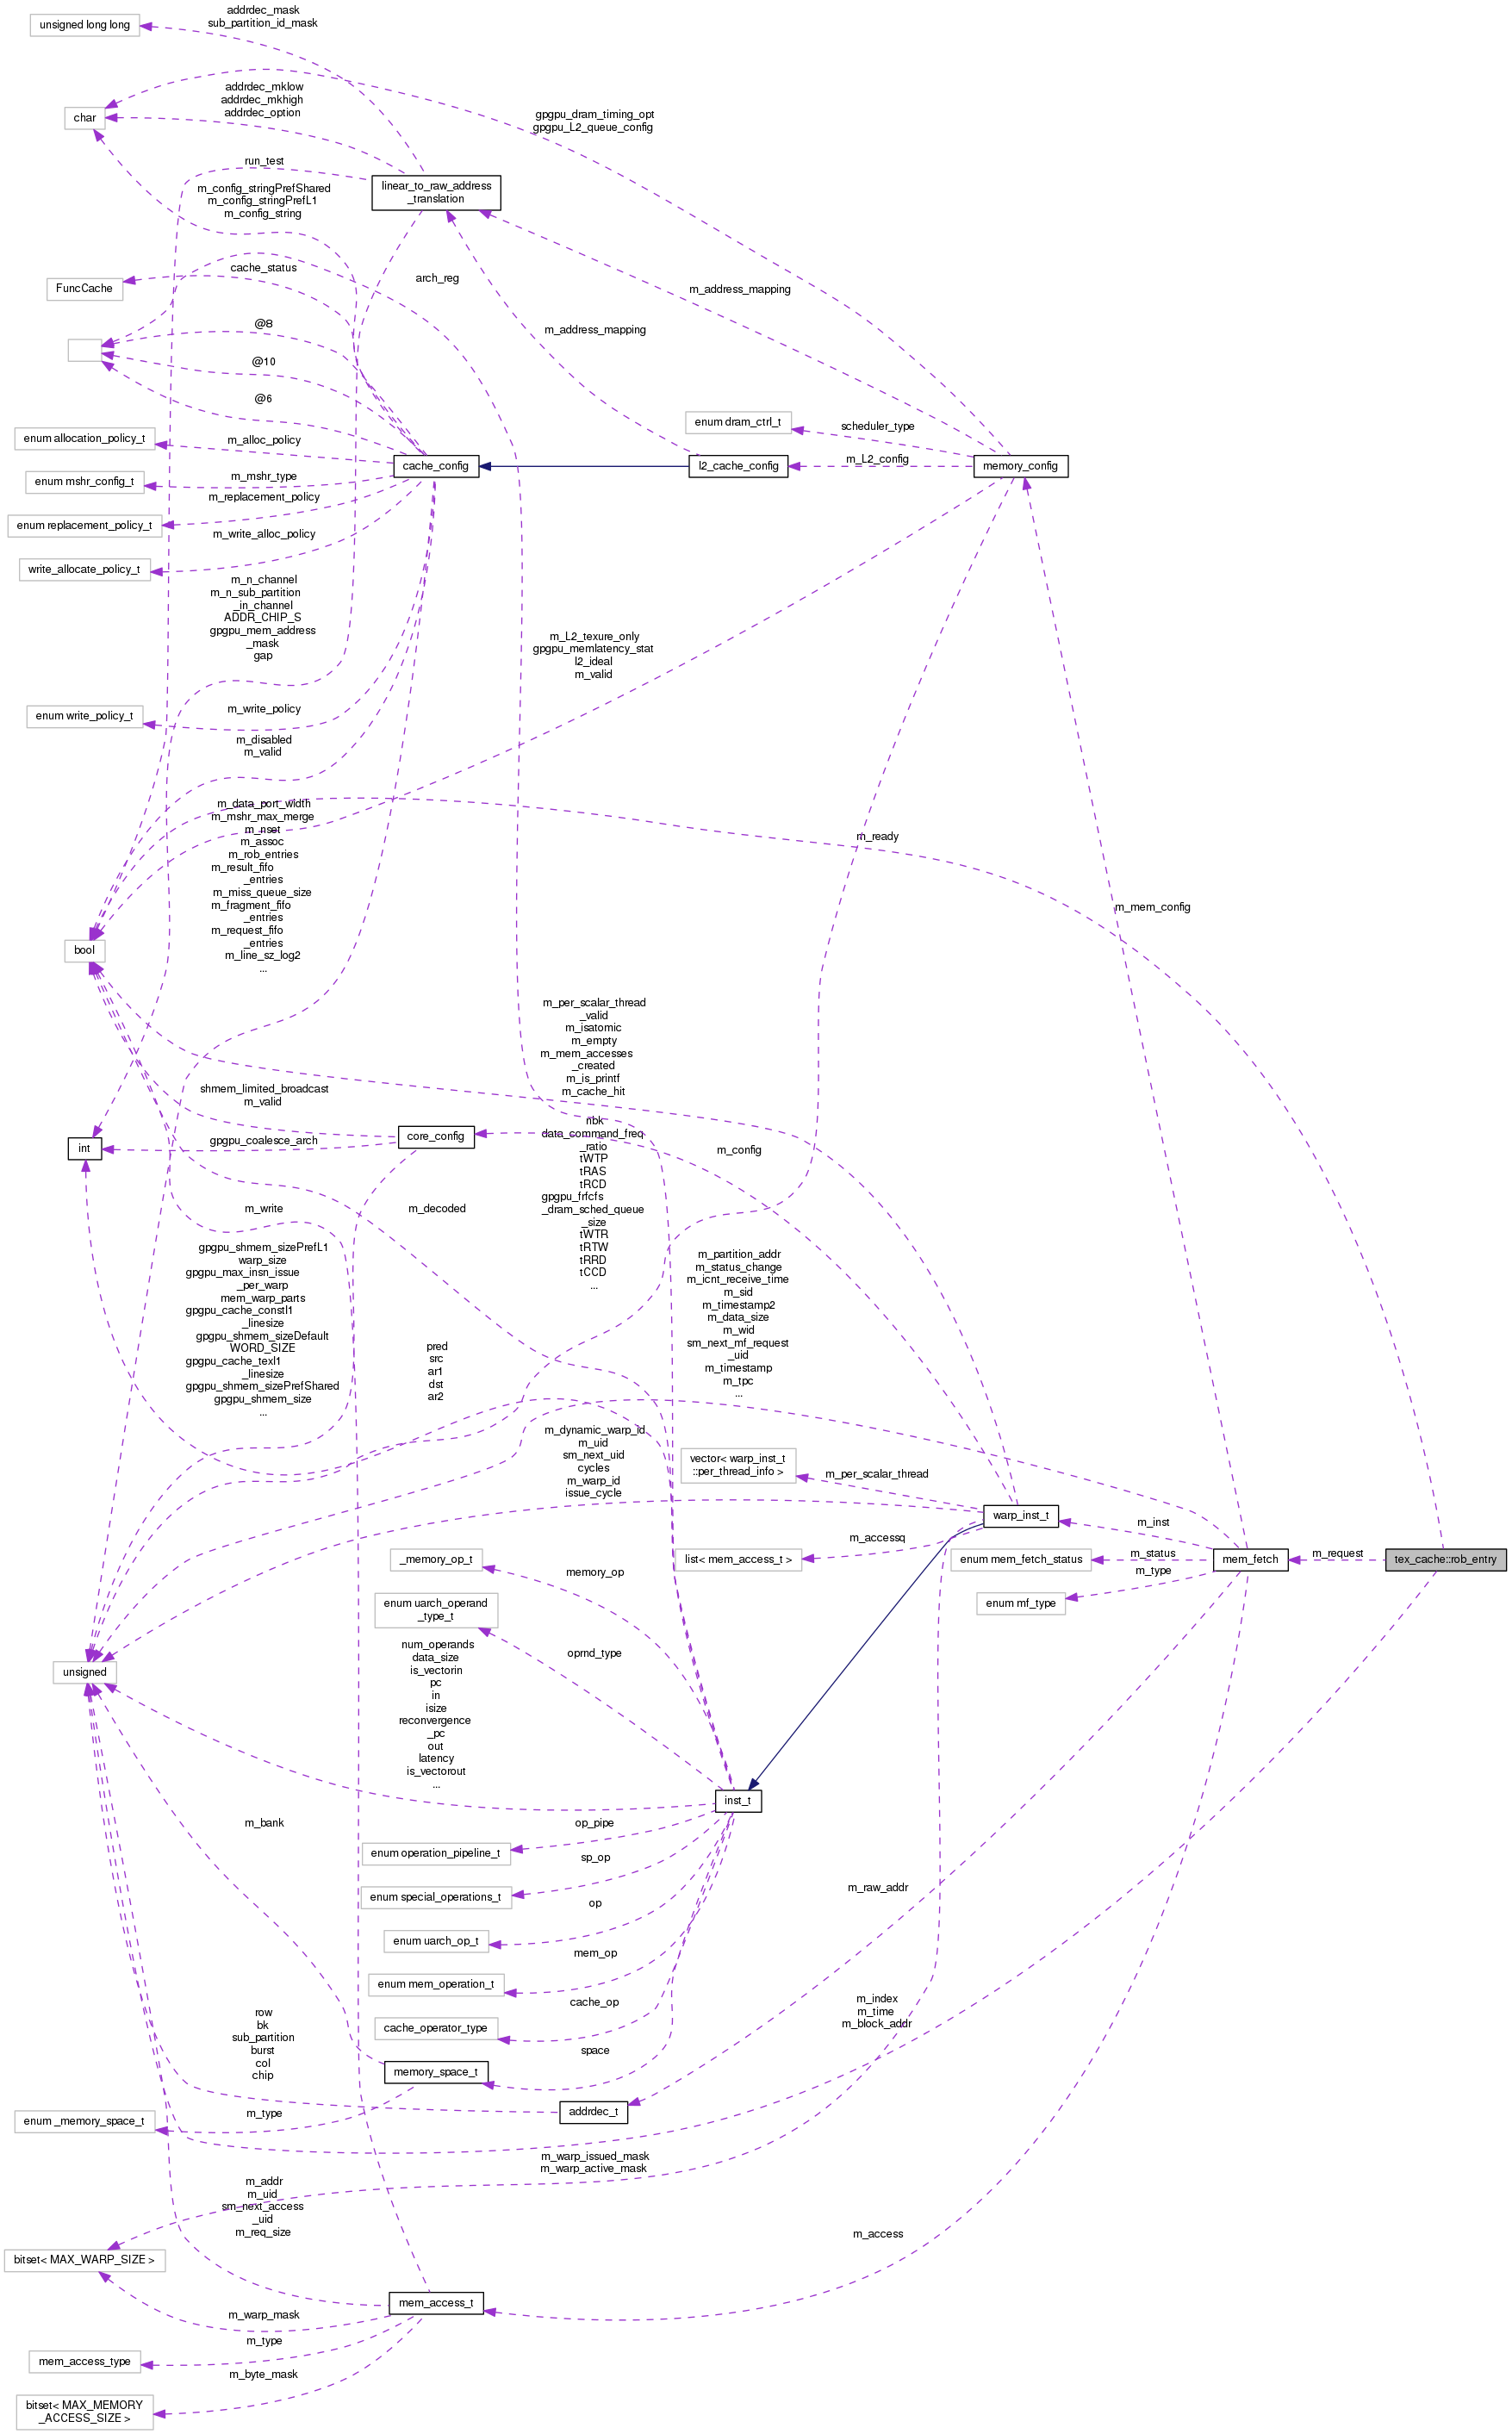 addrdec_mask
sub_partition_id_mask
unsigned long long
addrdec_mklow
addrdec_mkhigh
addrdec_option
char
gpgpu_dram_timing_opt
gpgpu_L2_queue_config
run_test
linear_to_raw_address
_translation
m_config_stringPrefShared
m_config_stringPrefL1
m_config_string
cache_status
FuncCache
arch_reg
m_address_mapping
@8
m_address_mapping
@10
@6
enum dram_ctrl_t
scheduler_type
enum allocation_policy_t
m_alloc_policy
cache_config
l2_cache_config
m_L2_config
memory_config
enum mshr_config_t
m_mshr_type
m_replacement_policy
enum replacement_policy_t
m_write_alloc_policy
write_allocate_policy_t
m_n_channel
m_n_sub_partition
_in_channel
ADDR_CHIP_S
gpgpu_mem_address
_mask
gap
m_L2_texure_only
gpgpu_memlatency_stat
l2_ideal
m_valid
enum write_policy_t
m_write_policy
m_disabled
m_valid
m_data_port_width
m_mshr_max_merge
m_nset
m_assoc
m_rob_entries
m_result_fifo
_entries
m_miss_queue_size
m_fragment_fifo
_entries
m_request_fifo
_entries
m_line_sz_log2
...
m_ready
m_mem_config
bool
m_per_scalar_thread
_valid
m_isatomic
m_empty
m_mem_accesses
_created
m_is_printf
m_cache_hit
shmem_limited_broadcast
m_valid
int
gpgpu_coalesce_arch
core_config
nbk
data_command_freq
_ratio
tWTP
tRAS
tRCD
gpgpu_frfcfs
_dram_sched_queue
_size
tWTR
tRTW
tRRD
tCCD
...
m_config
m_write
m_decoded
gpgpu_shmem_sizePrefL1
warp_size
gpgpu_max_insn_issue
_per_warp
mem_warp_parts
gpgpu_cache_constl1
_linesize
gpgpu_shmem_sizeDefault
WORD_SIZE
gpgpu_cache_texl1
_linesize
gpgpu_shmem_sizePrefShared
gpgpu_shmem_size
...
pred
src
ar1
dst
ar2
m_partition_addr
m_status_change
m_icnt_receive_time
m_sid
m_timestamp2
m_data_size
m_wid
sm_next_mf_request
_uid
m_timestamp
m_tpc
...
m_dynamic_warp_id
m_uid
sm_next_uid
cycles
m_warp_id
issue_cycle
vector< warp_inst_t
::per_thread_info >
m_per_scalar_thread
warp_inst_t
m_inst
list< mem_access_t >
m_accessq
enum mem_fetch_status
m_status
mem_fetch
m_request
tex_cache::rob_entry
enum mf_type
m_type
_memory_op_t
memory_op
enum uarch_operand
_type_t
oprnd_type
unsigned
num_operands
data_size
is_vectorin
pc
in
isize
reconvergence
_pc
out
latency
is_vectorout
...
inst_t
m_bank
op_pipe
enum operation_pipeline_t
sp_op
enum special_operations_t
op
enum uarch_op_t
m_raw_addr
mem_op
enum mem_operation_t
cache_op
cache_operator_type
m_index
m_time
m_block_addr
row
bk
sub_partition
burst
col
chip
space
memory_space_t
addrdec_t
enum _memory_space_t
m_type
m_warp_issued_mask
m_warp_active_mask
m_addr
m_uid
sm_next_access
_uid
m_req_size
m_access
bitset< MAX_WARP_SIZE >
mem_access_t
m_warp_mask
m_type
mem_access_type
m_byte_mask
bitset< MAX_MEMORY
_ACCESS_SIZE >